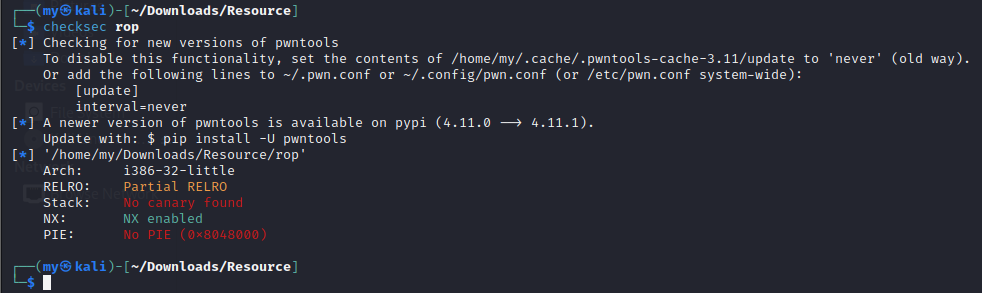 ┌──(my㉿kali)-[~/Downloads/Resource]
└─$ checksec rop
[*] Checking for new versions of pwntools
    To disable this functionality, set the contents of /home/my/.cache/.pwntools-cache-3.11/update to 'never' (old way).
    Or add the following lines to ~/.pwn.conf or ~/.config/pwn.conf (or /etc/pwn.conf system-wide):
        [update]
        interval=never
[*] A newer version of pwntools is available on pypi (4.11.0 ⟶ 4.11.1).
    Update with: $ pip install -U pwntools
[*] '/home/my/Downloads/Resource/rop'
    Arch:     i386-32-little
    RELRO:    Partial RELRO
    Stack:    No canary found
    NX:       NX enabled
    PIE:      No PIE (0×8048000)
┌──(my㉿kali)-[~/Downloads/Resource]
└─$
Devices